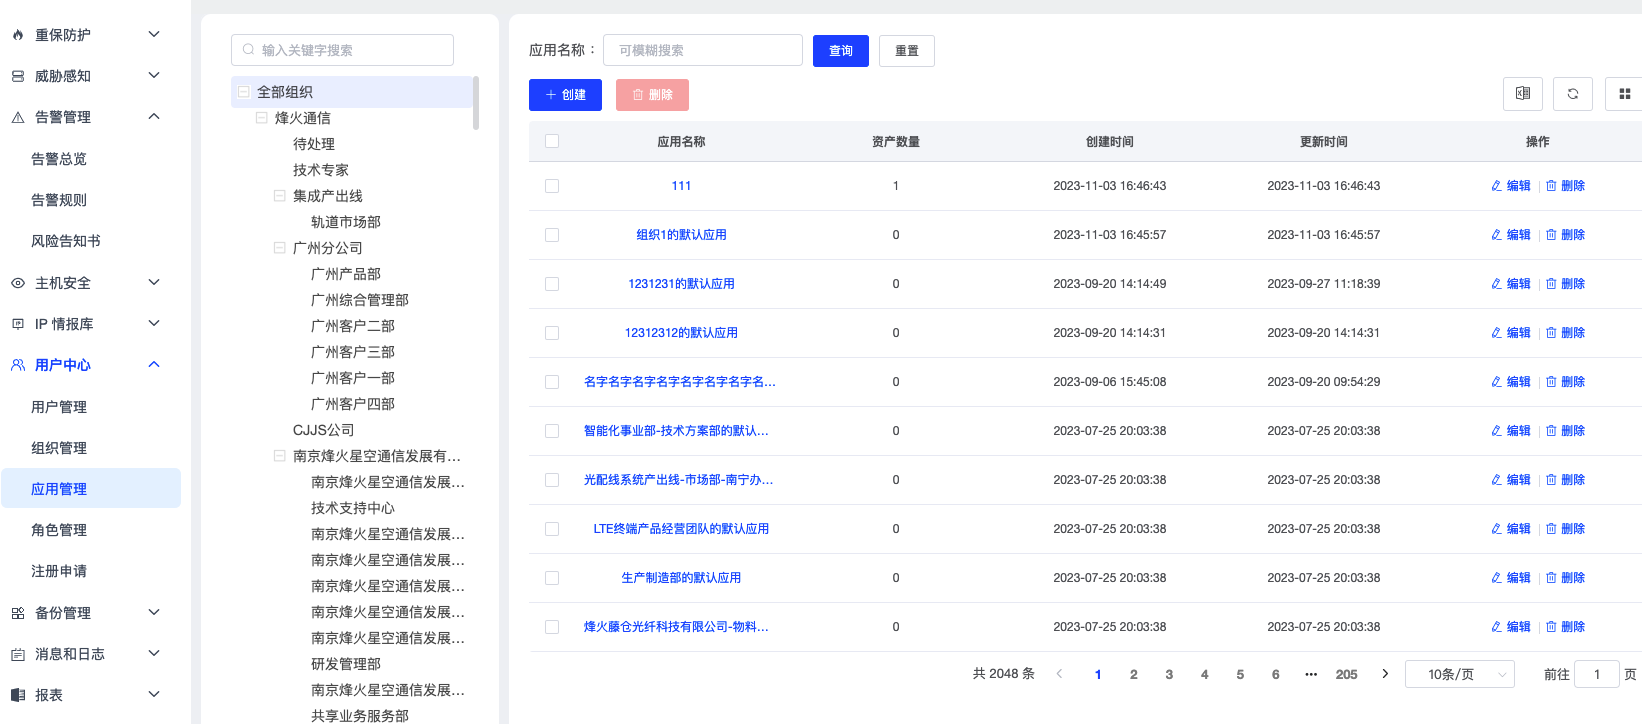 重保防护
威胁感知
告警管理
告警总览
告警规则
风险告知书
主机安全
IP 情报库
用户中心
用户管理
组织管理
应用管理
角色管理
注册申请
备份管理
消息和日志
报表
输入关键字搜索
全部组织
烽火通信
待处理
技术专家
集成产出线
轨道市场部
广州分公司
广州产品部
广州综合管理部
广州客户二部
广州客户三部
广州客户一部
广州客户四部
CJJS公司
南京烽火星空通信发展有...
南京烽火星空通信发展...
技术支持中心
南京烽火星空通信发展...
南京烽火星空通信发展...
南京烽火星空通信发展...
南京烽火星空通信发展...
南京烽火星空通信发展...
研发管理部
南京烽火星空通信发展...
共享业务服务部
应用名称： 可模糊搜索 查询 重置
创建 删除
应用名称 资产数量 创建时间 更新时间 操作
111 1 2023-11-03 16:46:43 2023-11-03 16:46:43 编辑 删除
组织1的默认应用 0 2023-11-03 16:45:57 2023-11-03 16:45:57 编辑 删除
1231231的默认应用 0 2023-09-20 14:14:49 2023-09-27 11:18:39 编辑 删除
12312312的默认应用 0 2023-09-20 14:14:31 2023-09-20 14:14:31 编辑 删除
名字名字名字名字名字名字名字名... 0 2023-09-06 15:45:08 2023-09-20 09:54:29 编辑 删除
智能化事业部-技术方案部的默认... 0 2023-07-25 20:03:38 2023-07-25 20:03:38 编辑 删除
光配线系统产出线-市场部-南宁办... 0 2023-07-25 20:03:38 2023-07-25 20:03:38 编辑 删除
LTE终端产品经营团队的默认应用 0 2023-07-25 20:03:38 2023-07-25 20:03:38 编辑 删除
生产制造部的默认应用 0 2023-07-25 20:03:38 2023-07-25 20:03:38 编辑 删除
烽火藤仓光纤科技有限公司-物料... 0 2023-07-25 20:03:38 2023-07-25 20:03:38 编辑 删除
共 2048 条 1 2 3 4 5 6 ... 205 10条/页 前往 1 页